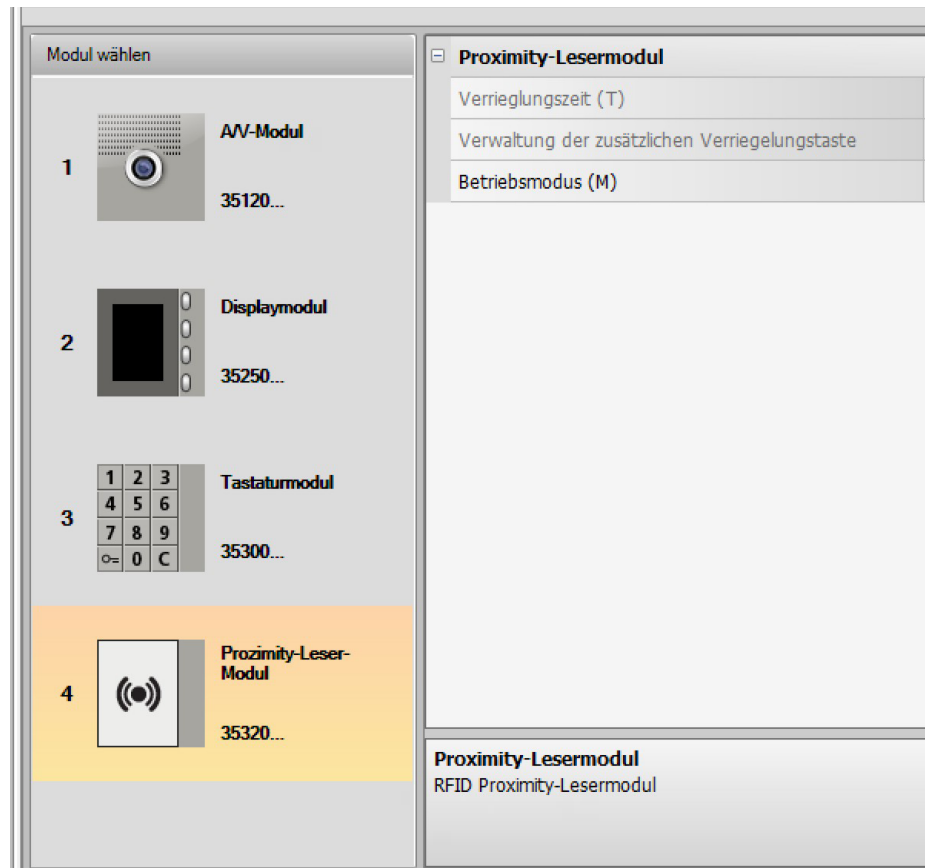 Modul wählen
1
A/V-Modul
35120...
2
Displaymodul
35250...
3
1 2 3
4 5 6
7 8 9
0 C
Tastaturmodul
35300...
4
Prozimity-Leser-
Modul
35320...
Proximity-Lesermodul
Verrieglungszeit (T)
Verwaltung der zusätzlichen Verriegelungstaste
Betriebsmodus (M)
Proximity-Lesermodul
RFID Proximity-Lesermodul